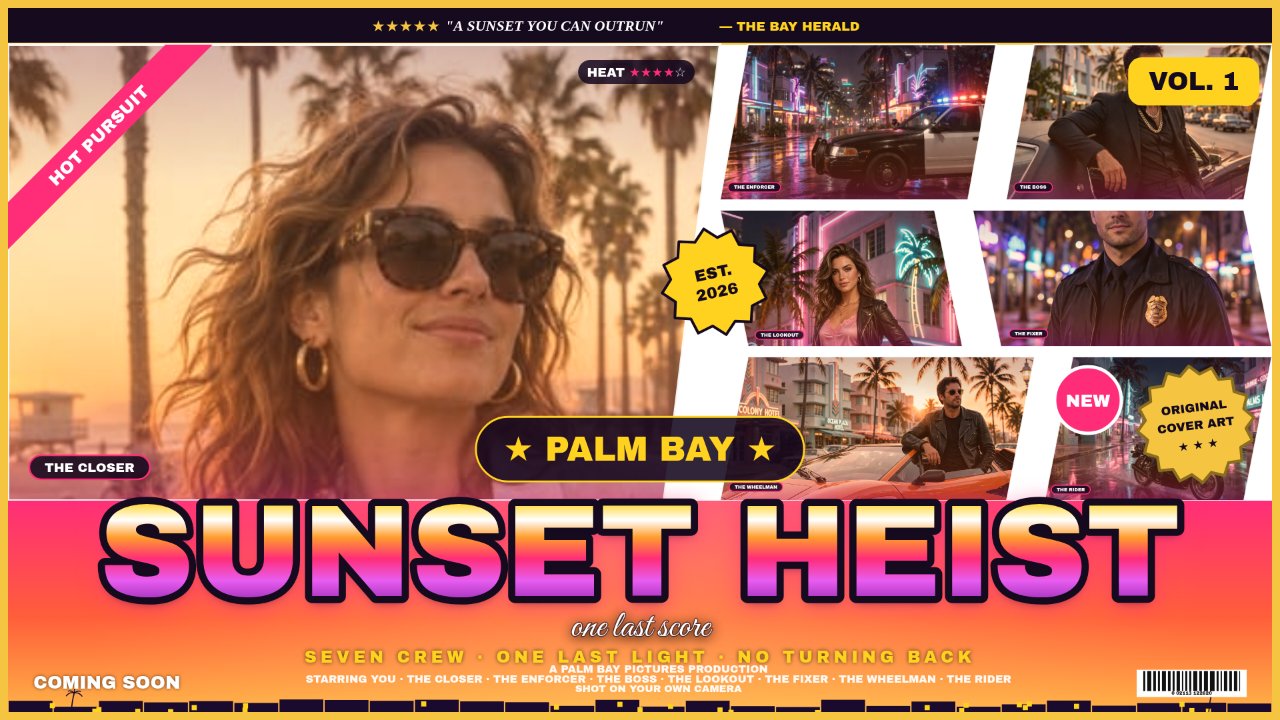 ★★★★★ "A SUNSET YOU CAN OUTRUN" — THE BAY HERALD
HOT PURSUIT
HEAT ★★★★☆
VOL. 1
THE ENFORCER
THE BOSS
EST.
2026
THE LOOKOUT
THE FIXER
COLONY HOTEL
NEW
ORIGINAL
COVER ART
★ ★ ★
★ PALM BAY ★
THE CLOSER
THE WHEELMAN
THE RIDER
SUNSET HEIST
one last score
SEVEN CREW · ONE LAST LIGHT · NO TURNING BACK
A PALM BAY PICTURES PRODUCTION
STARRING YOU · THE CLOSER · THE ENFORCER · THE BOSS · THE LOOKOUT · THE FIXER · THE WHEELMAN · THE RIDER
SHOT ON YOUR OWN CAMERA
COMING SOON